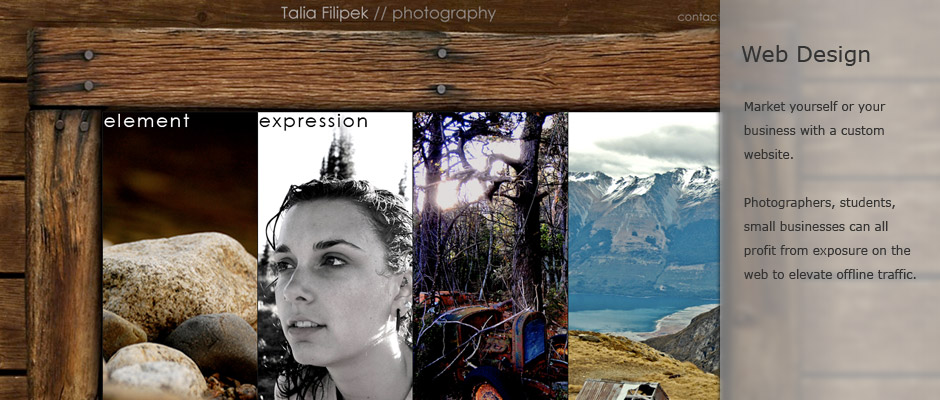 Talia Filipek // photography
contact
element
expression
Web Design
Market yourself or your
business with a custom
website.
Photographers, students,
small businesses can all
profit from exposure on the
web to elevate offline traffic.